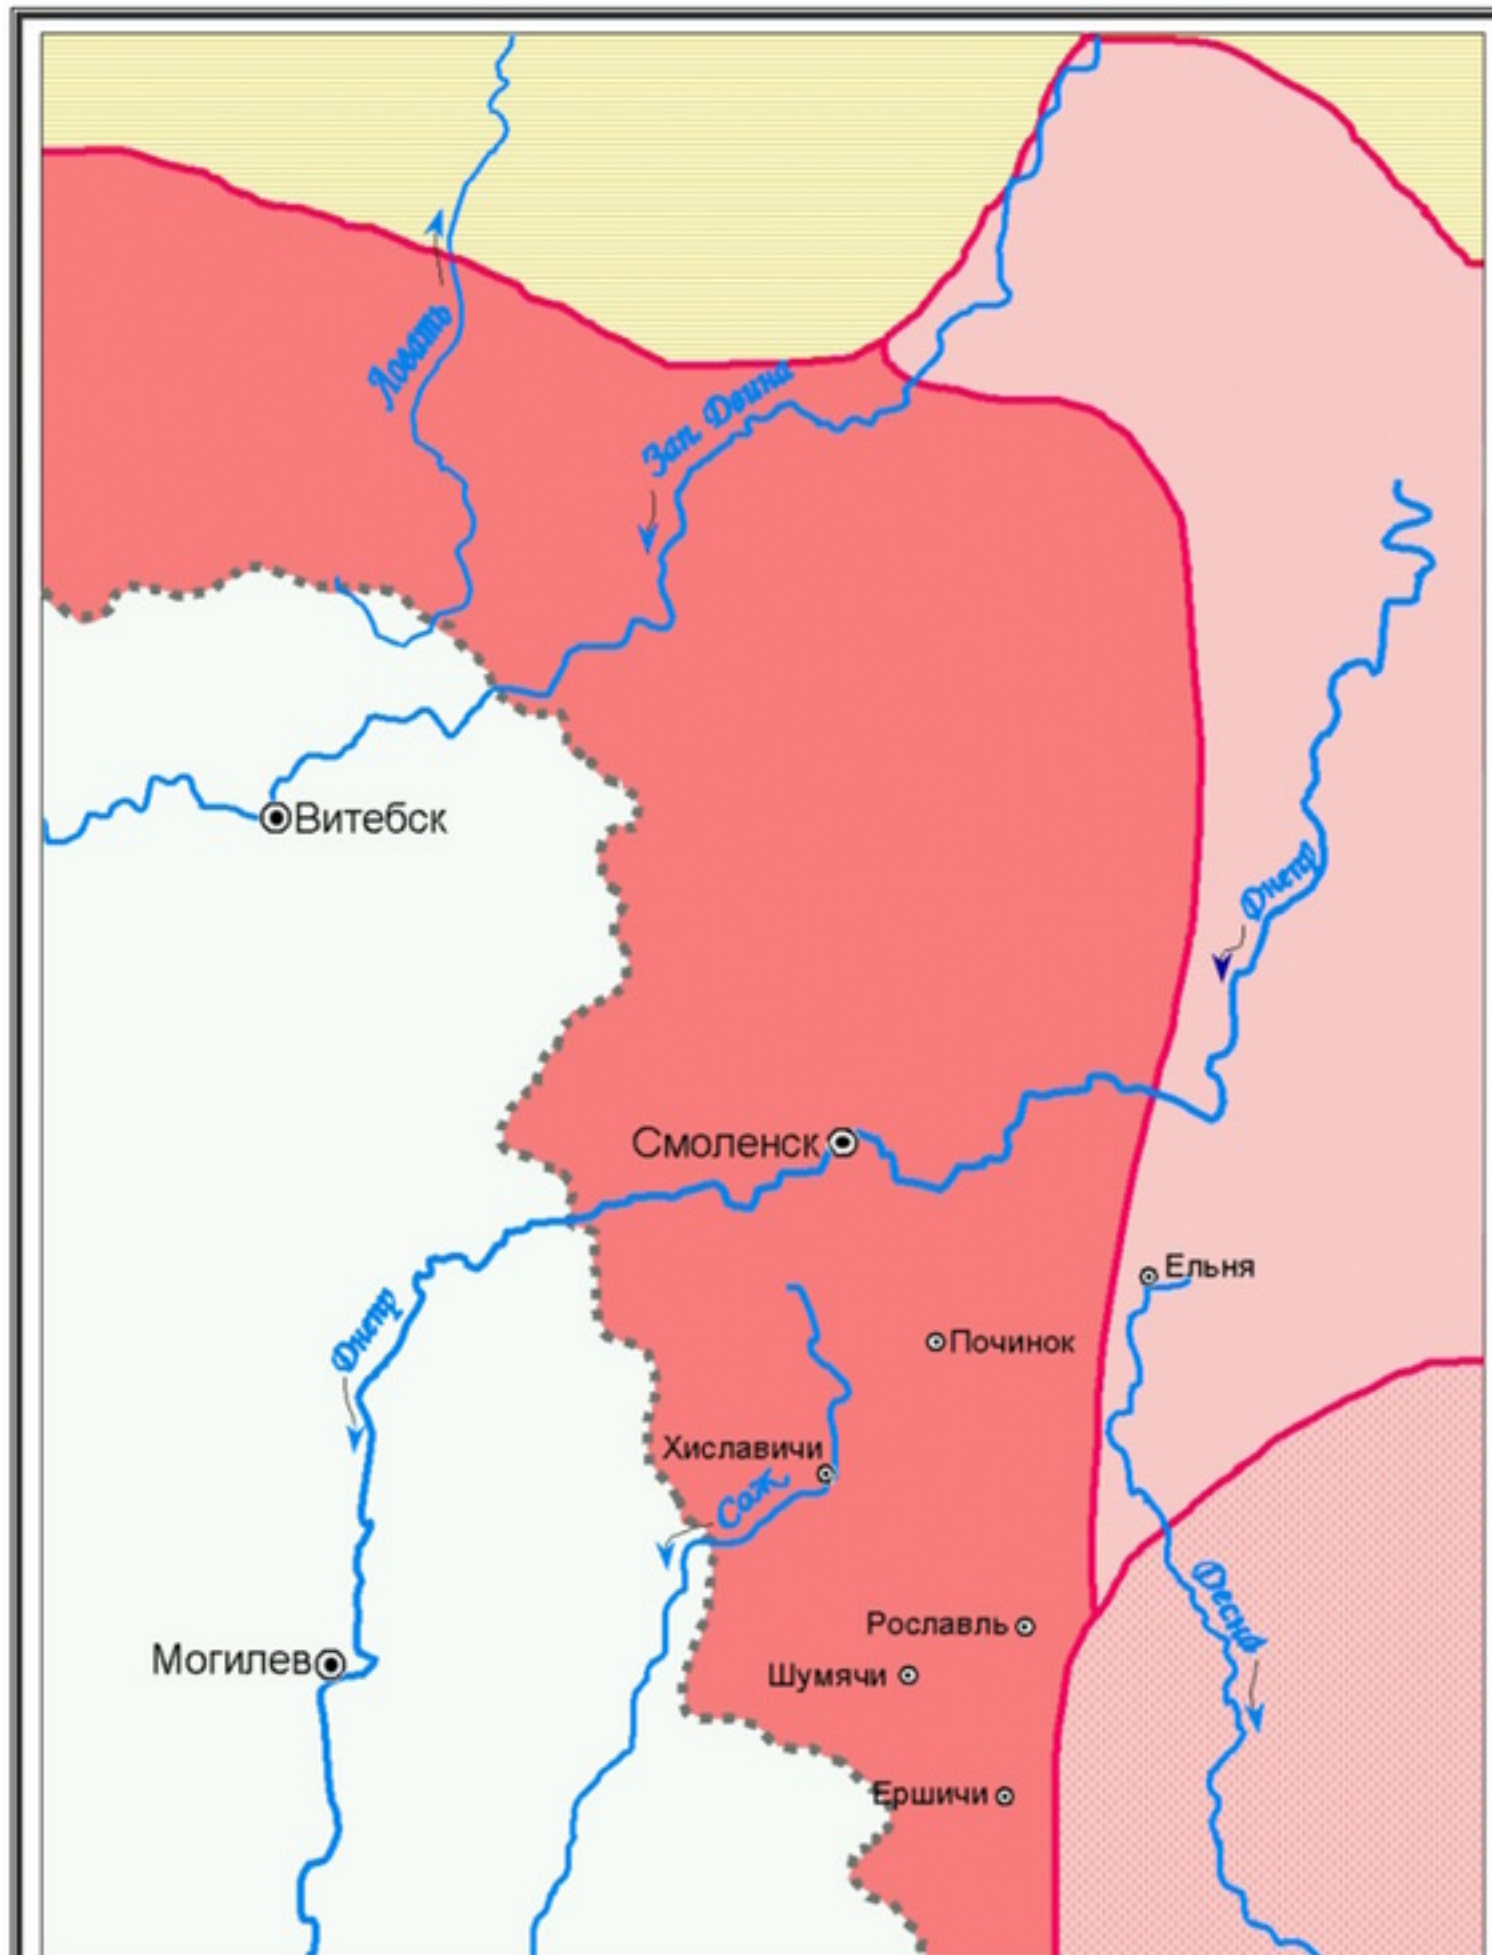 Ловать
Зап. Двина
Витебск
Днепр
Смоленск
Ельня
Днепр
Починок
Хиславичи
Сож
Десна
Рославль
Могилев
Шумячи
Ершичи